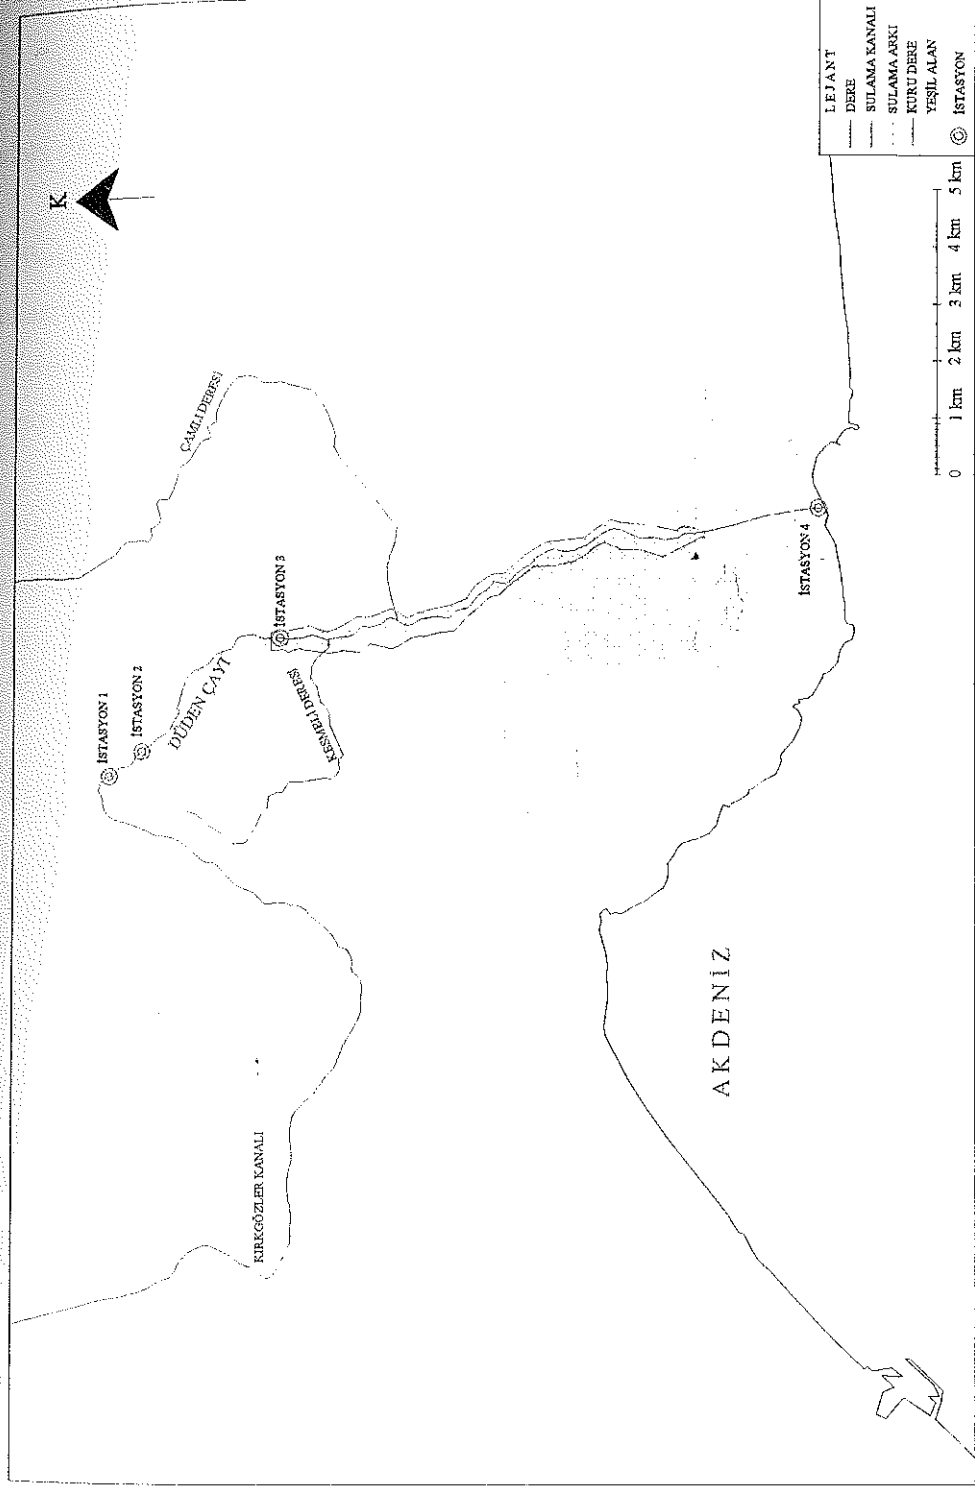 K
ÇAMLI DERESİ
İSTASYON 1
İSTASYON 2
DÜDEN ÇAYI
İSTASYON 3
KESMELİ DERESİ
KIRKGÖZLER KANALI
İSTASYON 4
AKDENİZ
LEJANT
DERE
SULAMA KANALI
SULAMA ARKI
KURU DERE
YEŞİL ALAN
İSTASYON
0 1 km 2 km 3 km 4 km 5 km